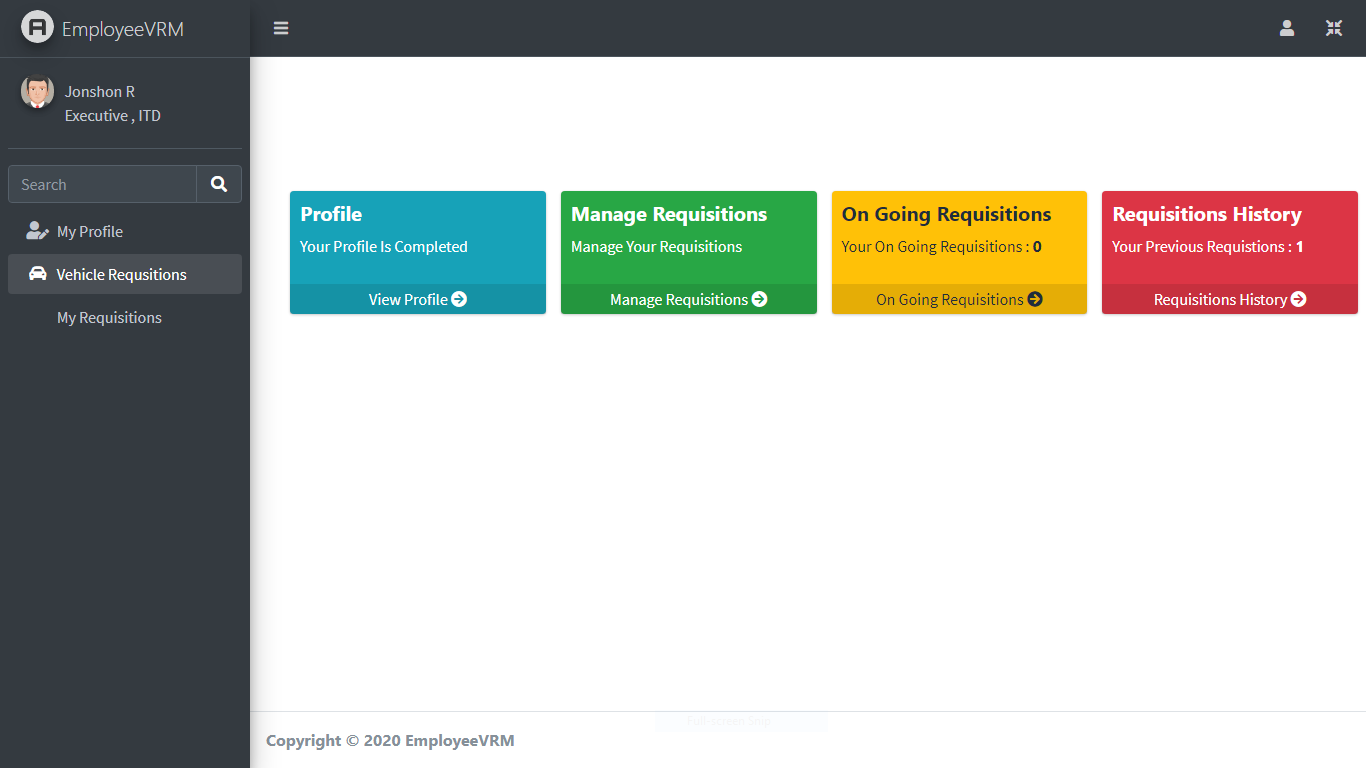 EmployeeVRM
Jonshon R
Executive , ITD
Search
My Profile
Vehicle Requsitions
My Requisitions
Profile
Your Profile Is Completed
View Profile
Manage Requisitions
Manage Your Requisitions
Manage Requisitions
On Going Requisitions
Your On Going Requisitions : 0
On Going Requisitions
Requisitions History
Your Previous Requistions : 1
Requisitions History
Full-screen Snip
Copyright © 2020 EmployeeVRM